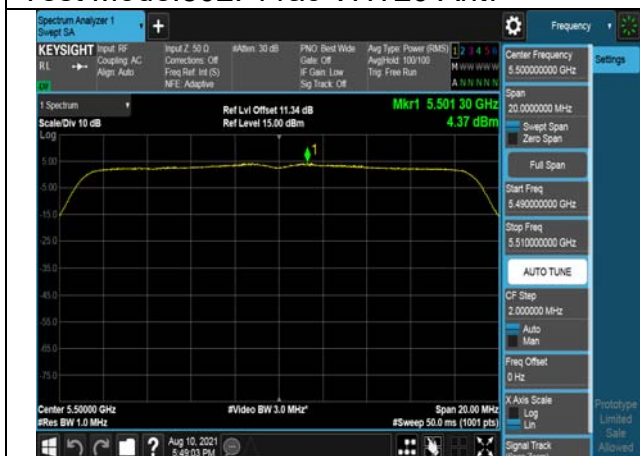 Spectrum Analyzer 1
Swept SA
+
Frequency
KEYSIGHT
RL
Input: RF
Coupling: AC
Align: Auto
Input Z: 50 Ω
Corrections: Off
Freq Ref: Int (S)
NFE: Adaptive
#Atten: 30 dB
PNO: Best Wide
Gate: Off
IF Gain: Low
Sig Track: Off
Avg Type: Power (RMS)
Avg|Hold: 100/100
Trig: Free Run
1 2 3 4 5 6
M W W W W W
A N N N N N
1 Spectrum
Scale/Div 10 dB
Ref Lvl Offset 11.34 dB
Ref Level 15.00 dBm
Mkr1 5.501 30 GHz
4.37 dBm
Log
1
5.00
-5.00
-15.0
-25.0
-35.0
-45.0
-55.0
-65.0
-75.0
Center 5.50000 GHz
#Res BW 1.0 MHz
#Video BW 3.0 MHz*
Span 20.00 MHz
#Sweep 50.0 ms (1001 pts)
Center Frequency
5.500000000 GHz
Settings
Span
20.0000000 MHz
Swept Span
Zero Span
Full Span
Start Freq
5.490000000 GHz
Stop Freq
5.510000000 GHz
AUTO TUNE
CF Step
2.000000 MHz
Auto
Man
Freq Offset
0 Hz
X Axis Scale
Log
Lin
Signal Track
Prototype
Limited
Sale
Allowed
?
Aug 10, 2021
5:49:03 PM